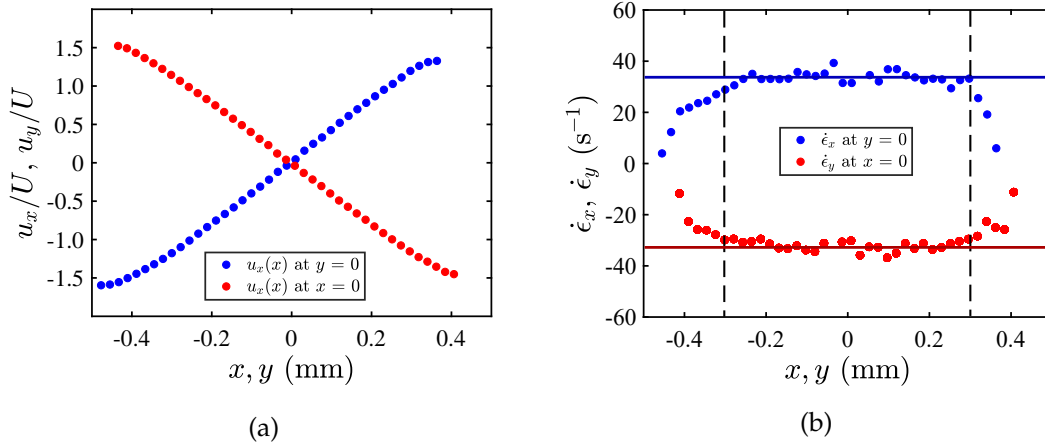 1.5
1.0
0.5
0
-0.5
-1.0
-1.5
u_x/U, u_y/U
-0.4 -0.2 0 0.2 0.4
x, y (mm)
u_x(x) at y = 0
u_x(x) at x = 0
(a)
60
40
20
0
-20
-40
-60
ϵ̇_x, ϵ̇_y (s⁻¹)
-0.4 -0.2 0 0.2 0.4
x, y (mm)
ϵ̇_x at y = 0
ϵ̇_y at x = 0
(b)